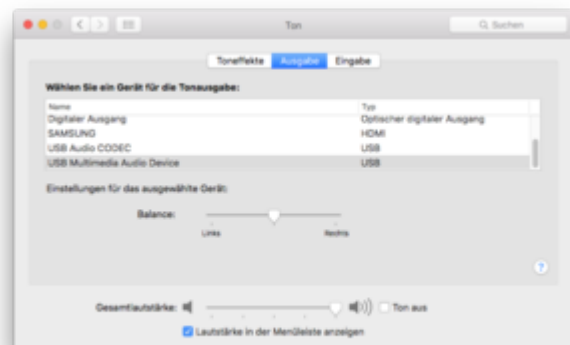 Ton
Suchen
Toneffekte Ausgabe Eingabe
Wählen Sie ein Gerät für die Tonausgabe:
Name Typ
Digitaler Ausgang Optischer digitaler Ausgang
SAMSUNG HDMI
USB Audio CODEC USB
USB Multimedia Audio Device USB
Einstellungen für das ausgewählte Gerät:
Balance:
Links Rechts
?
Gesamtlautstärke: Ton aus
Lautstärke in der Menüleiste anzeigen